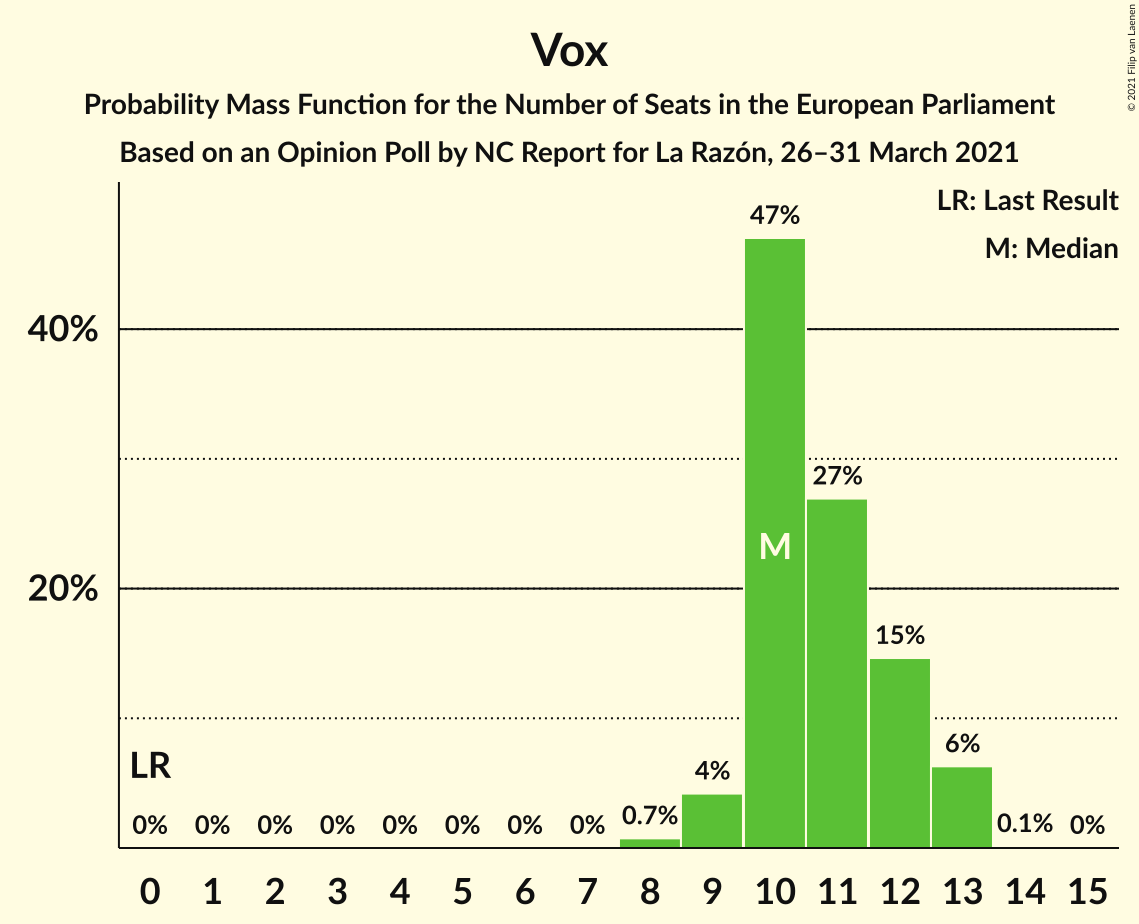 Vox
Probability Mass Function for the Number of Seats in the European Parliament
Based on an Opinion Poll by NC Report for La Razón, 26–31 March 2021
© 2021 Filip van Laenen
LR: Last Result
M: Median
47%
40%
27%
M
20%
15%
6%
LR
4%
0% 0% 0% 0% 0% 0% 0% 0% 0.7% 0.1% 0%
0 1 2 3 4 5 6 7 8 9 10 11 12 13 14 15